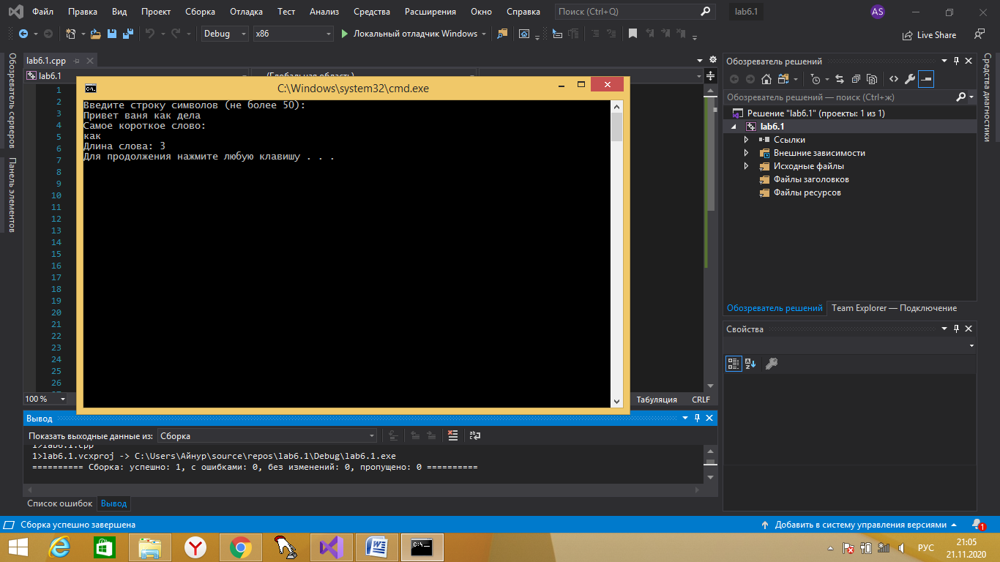 Файл Правка Вид Проект Сборка Отладка Тест Анализ Средства Расширения Окно Справка Поиск (Ctrl+Q) lab6.1 AS
Debug x86 Локальный отладчик Windows Live Share
Обозреватель серверов
Панель элементов
lab6.1.cpp
lab6.1 (Глобальная область)
1
2
3
4
5
6
7
8
9
10
11
12
13
14
15
16
17
18
19
20
21
22
23
24
25
26
C:\Windows\system32\cmd.exe
Введите строку символов (не более 50):
Привет ваня как дела
Самое короткое слово:
как
Длина слова: 3
Для продолжения нажмите любую клавишу . . .
100 % Табуляция CRLF
Вывод
Показать выходные данные из: Сборка
1>lab6.1.cpp
1>lab6.1.vcxproj -> C:\Users\Айнур\source\repos\lab6.1\Debug\lab6.1.exe
========== Сборка: успешно: 1, с ошибками: 0, без изменений: 0, пропущено: 0 ==========
Список ошибок Вывод
Обозреватель решений
Обозреватель решений — поиск (Ctrl+ж)
Решение "lab6.1" (проекты: 1 из 1)
lab6.1
Ссылки
Внешние зависимости
Исходные файлы
Файлы заголовков
Файлы ресурсов
Обозреватель решений Team Explorer — Подключение
Свойства
Средства диагностики
Сборка успешно завершена Добавить в систему управления версиями 1
РУС
21:05
21.11.2020